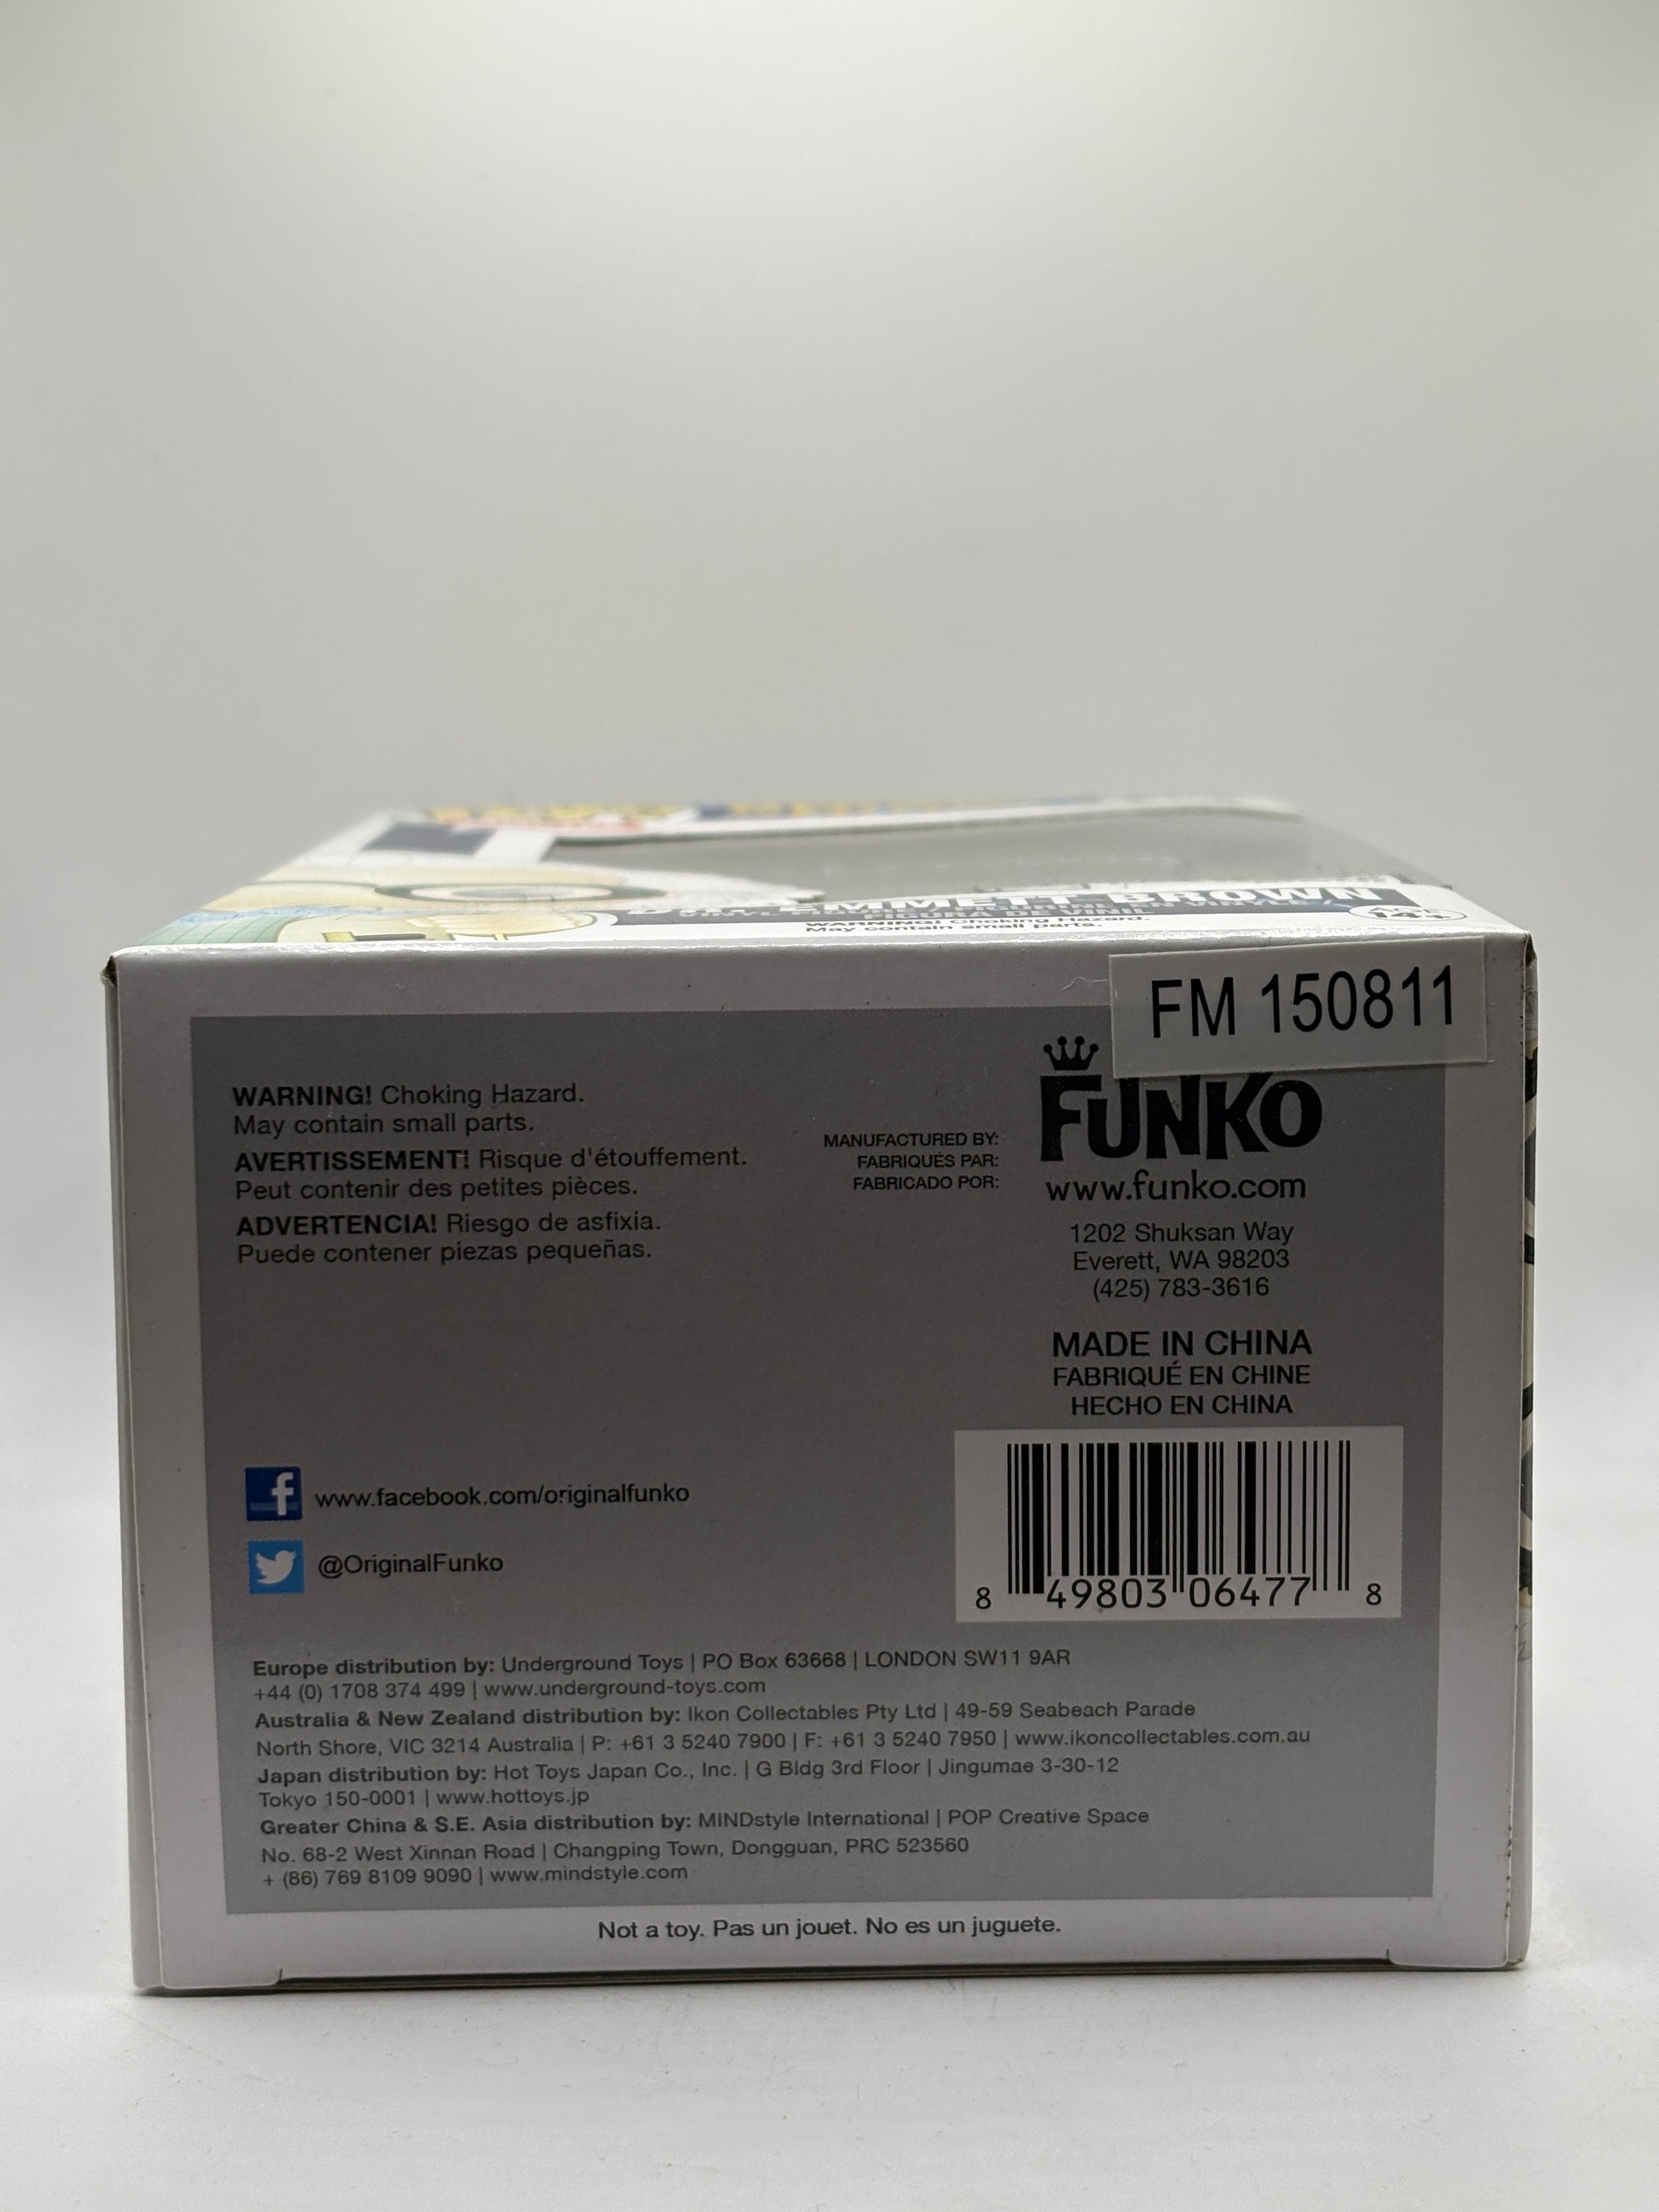 DR. EMMETT BROWN
FIGURA DE VINIL
WARNING! Choking Hazard.
May contain small parts.
14+
FM 150811
WARNING! Choking Hazard.
May contain small parts.
AVERTISSEMENT! Risque d'étouffement.
Peut contenir des petites pièces.
ADVERTENCIA! Riesgo de asfixia.
Puede contener piezas pequeñas.
MANUFACTURED BY:
FABRIQUÉS PAR:
FABRICADO POR:
FUNKO
www.funko.com
1202 Shuksan Way
Everett, WA 98203
(425) 783-3616
MADE IN CHINA
FABRIQUÉ EN CHINE
HECHO EN CHINA
www.facebook.com/originalfunko
@OriginalFunko
8 49803 06477 8
Europe distribution by: Underground Toys | PO Box 63668 | LONDON SW11 9AR
+44 (0) 1708 374 499 | www.underground-toys.com
Australia & New Zealand distribution by: Ikon Collectables Pty Ltd | 49-59 Seabeach Parade
North Shore, VIC 3214 Australia | P: +61 3 5240 7900 | F: +61 3 5240 7950 | www.ikoncollectables.com.au
Japan distribution by: Hot Toys Japan Co., Inc. | G Bldg 3rd Floor | Jingumae 3-30-12
Tokyo 150-0001 | www.hottoys.jp
Greater China & S.E. Asia distribution by: MINDstyle International | POP Creative Space
No. 68-2 West Xinnan Road | Changping Town, Dongguan, PRC 523560
+ (86) 769 8109 9090 | www.mindstyle.com
Not a toy. Pas un jouet. No es un juguete.